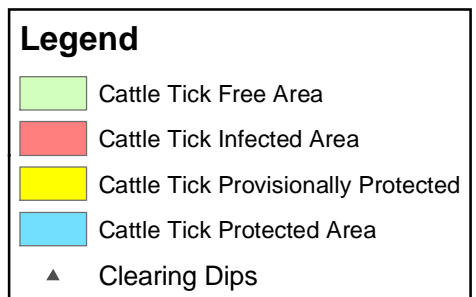 Legend
Cattle Tick Free Area
Cattle Tick Infected Area
Cattle Tick Provisionally Protected
Cattle Tick Protected Area
Clearing Dips